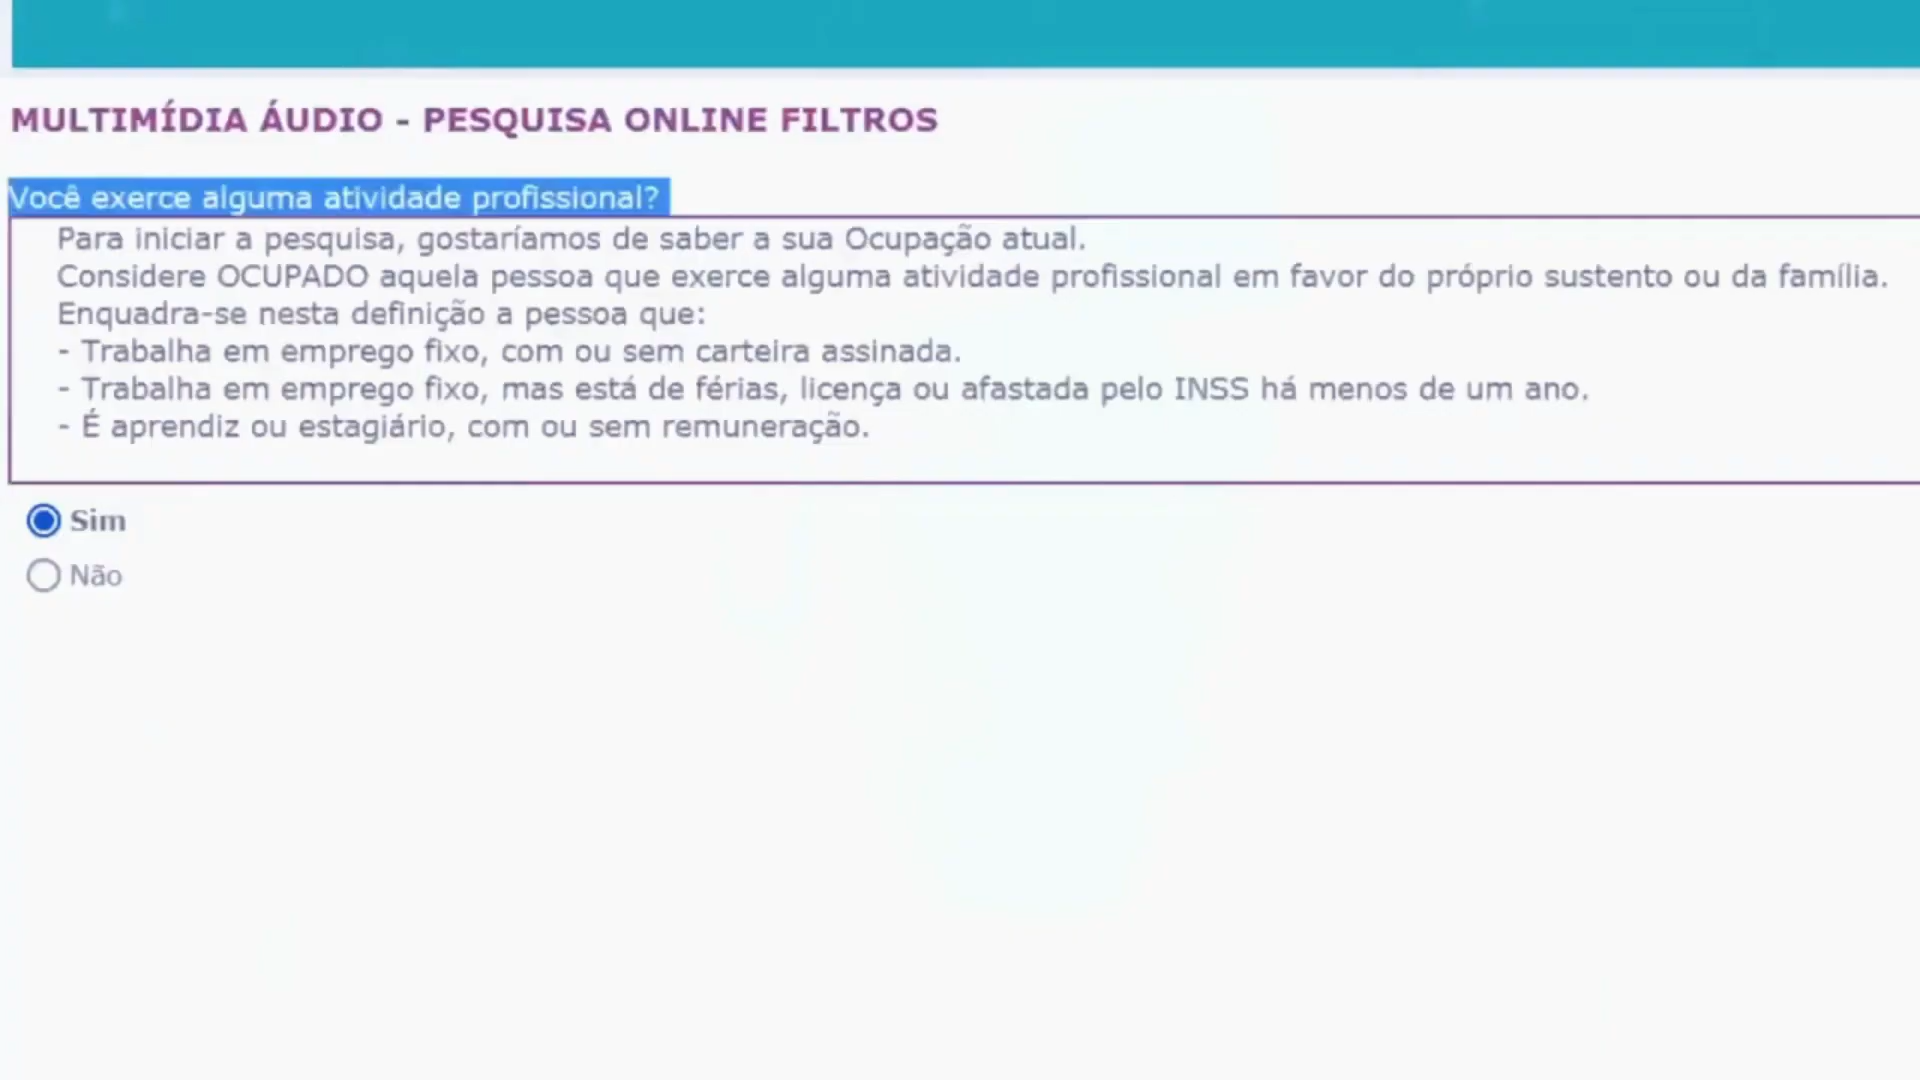 MULTIMÍDIA ÁUDIO - PESQUISA ONLINE FILTROS
Você exerce alguma atividade profissional?
Para iniciar a pesquisa, gostaríamos de saber a sua Ocupação atual.
Considere OCUPADO aquela pessoa que exerce alguma atividade profissional em favor do próprio sustento ou da família.
Enquadra-se nesta definição a pessoa que:
- Trabalha em emprego fixo, com ou sem carteira assinada.
- Trabalha em emprego fixo, mas está de férias, licença ou afastada pelo INSS há menos de um ano.
- É aprendiz ou estagiário, com ou sem remuneração.
Sim
Não